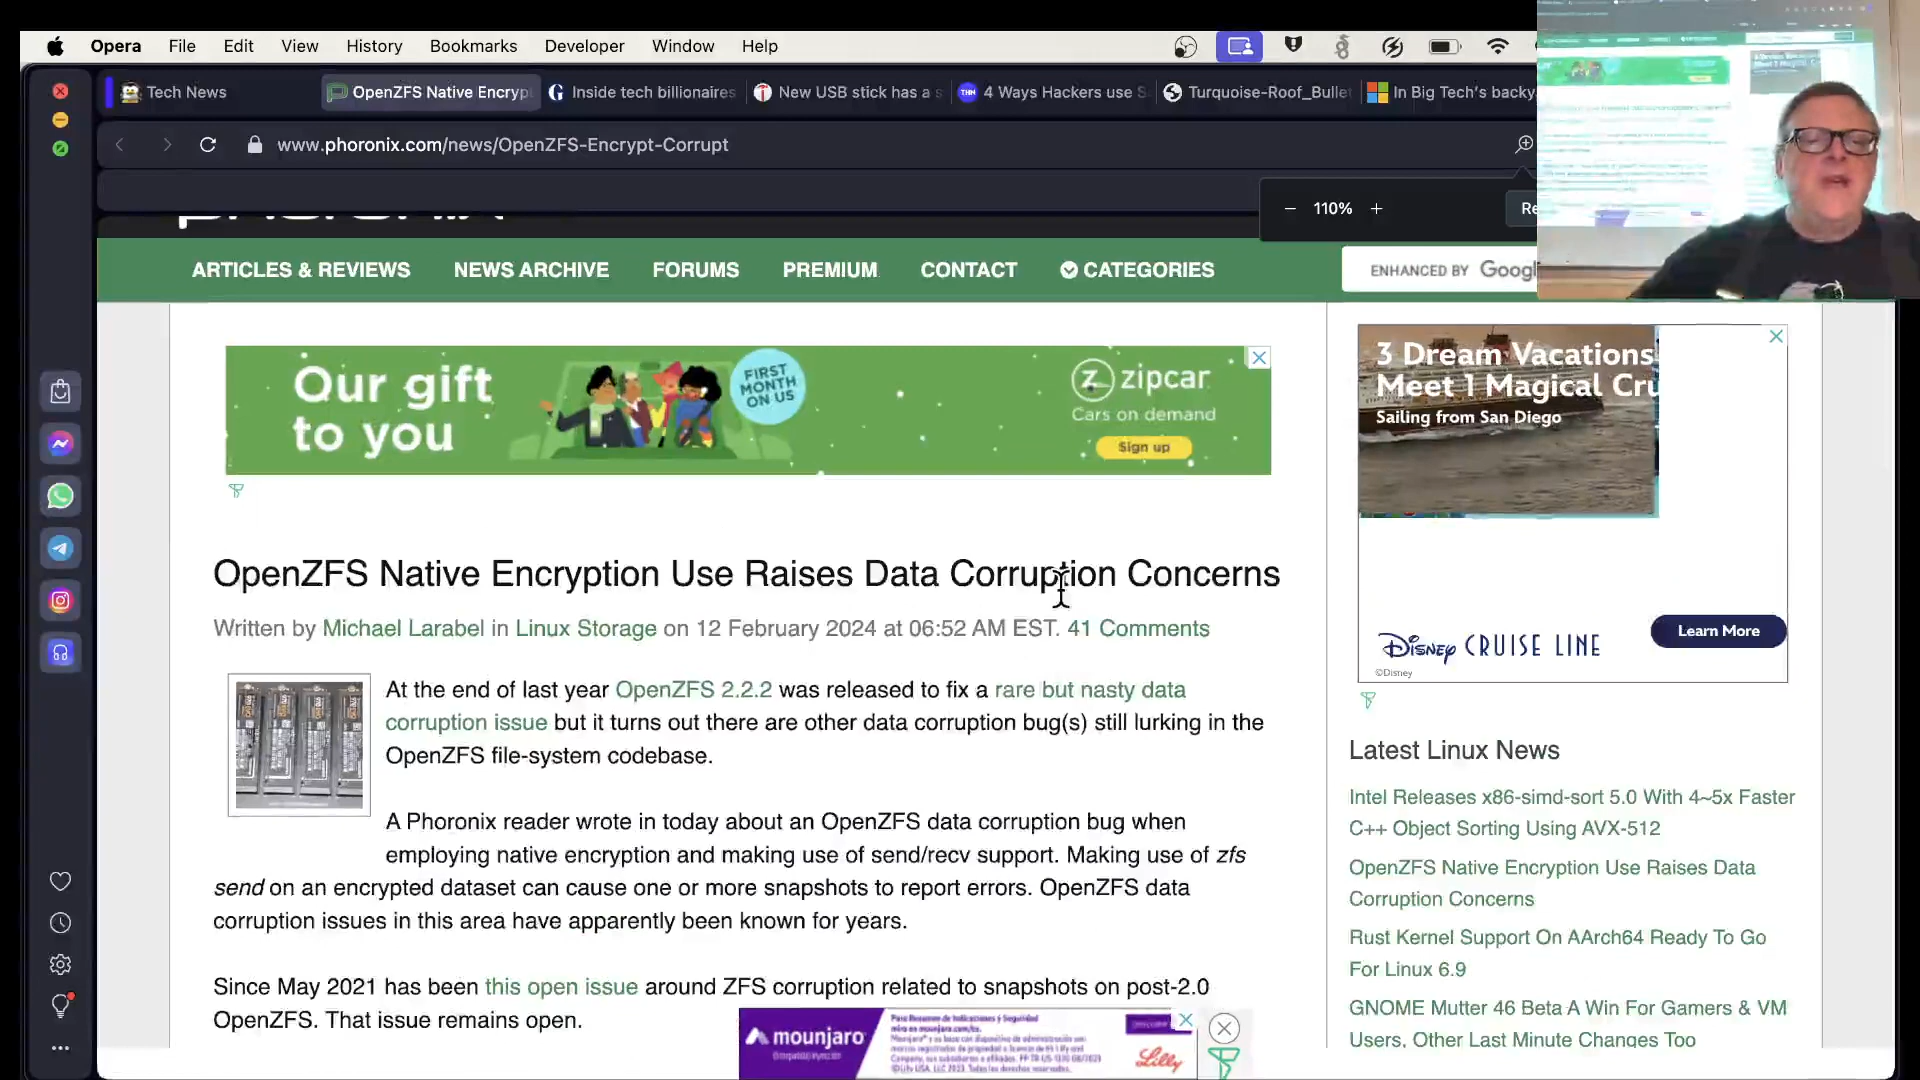 Opera File Edit View History Bookmarks Developer Window Help
Tech News
OpenZFS Native Encryp
Inside tech billionaires
New USB stick has a s
4 Ways Hackers use S
Turquoise-Roof_Bullet
In Big Tech's backy
www.phoronix.com/news/OpenZFS-Encrypt-Corrupt
− 110% +
Re
ARTICLES & REVIEWS NEWS ARCHIVE FORUMS PREMIUM CONTACT CATEGORIES
ENHANCED BY Google
Our gift
to you
FIRST
MONTH
ON US
zipcar
Cars on demand
Sign up
OpenZFS Native Encryption Use Raises Data Corruption Concerns
Written by Michael Larabel in Linux Storage on 12 February 2024 at 06:52 AM EST. 41 Comments
At the end of last year OpenZFS 2.2.2 was released to fix a rare but nasty data
corruption issue but it turns out there are other data corruption bug(s) still lurking in the
OpenZFS file-system codebase.
A Phoronix reader wrote in today about an OpenZFS data corruption bug when
employing native encryption and making use of send/recv support. Making use of zfs
send on an encrypted dataset can cause one or more snapshots to report errors. OpenZFS data
corruption issues in this area have apparently been known for years.
Since May 2021 has been this open issue around ZFS corruption related to snapshots on post-2.0
OpenZFS. That issue remains open.
3 Dream Vacations
Meet 1 Magical Cru
Sailing from San Diego
Disney CRUISE LINE
Learn More
©Disney
Latest Linux News
Intel Releases x86-simd-sort 5.0 With 4~5x Faster
C++ Object Sorting Using AVX-512
OpenZFS Native Encryption Use Raises Data
Corruption Concerns
Rust Kernel Support On AArch64 Ready To Go
For Linux 6.9
GNOME Mutter 46 Beta A Win For Gamers & VM
Users, Other Last Minute Changes Too
mounjaro
Lilly